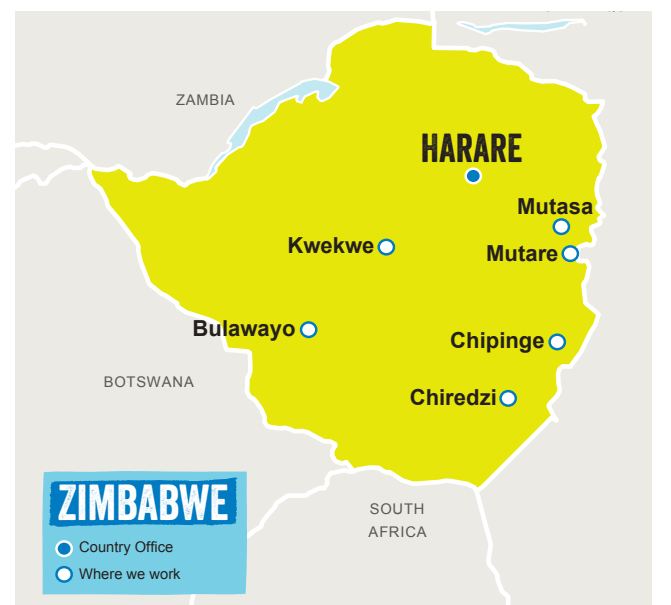 ZAMBIA
HARARE
Mutasa
Kwekwe
Mutare
Bulawayo
Chipinge
BOTSWANA
Chiredzi
ZIMBABWE
Country Office
Where we work
SOUTH
AFRICA